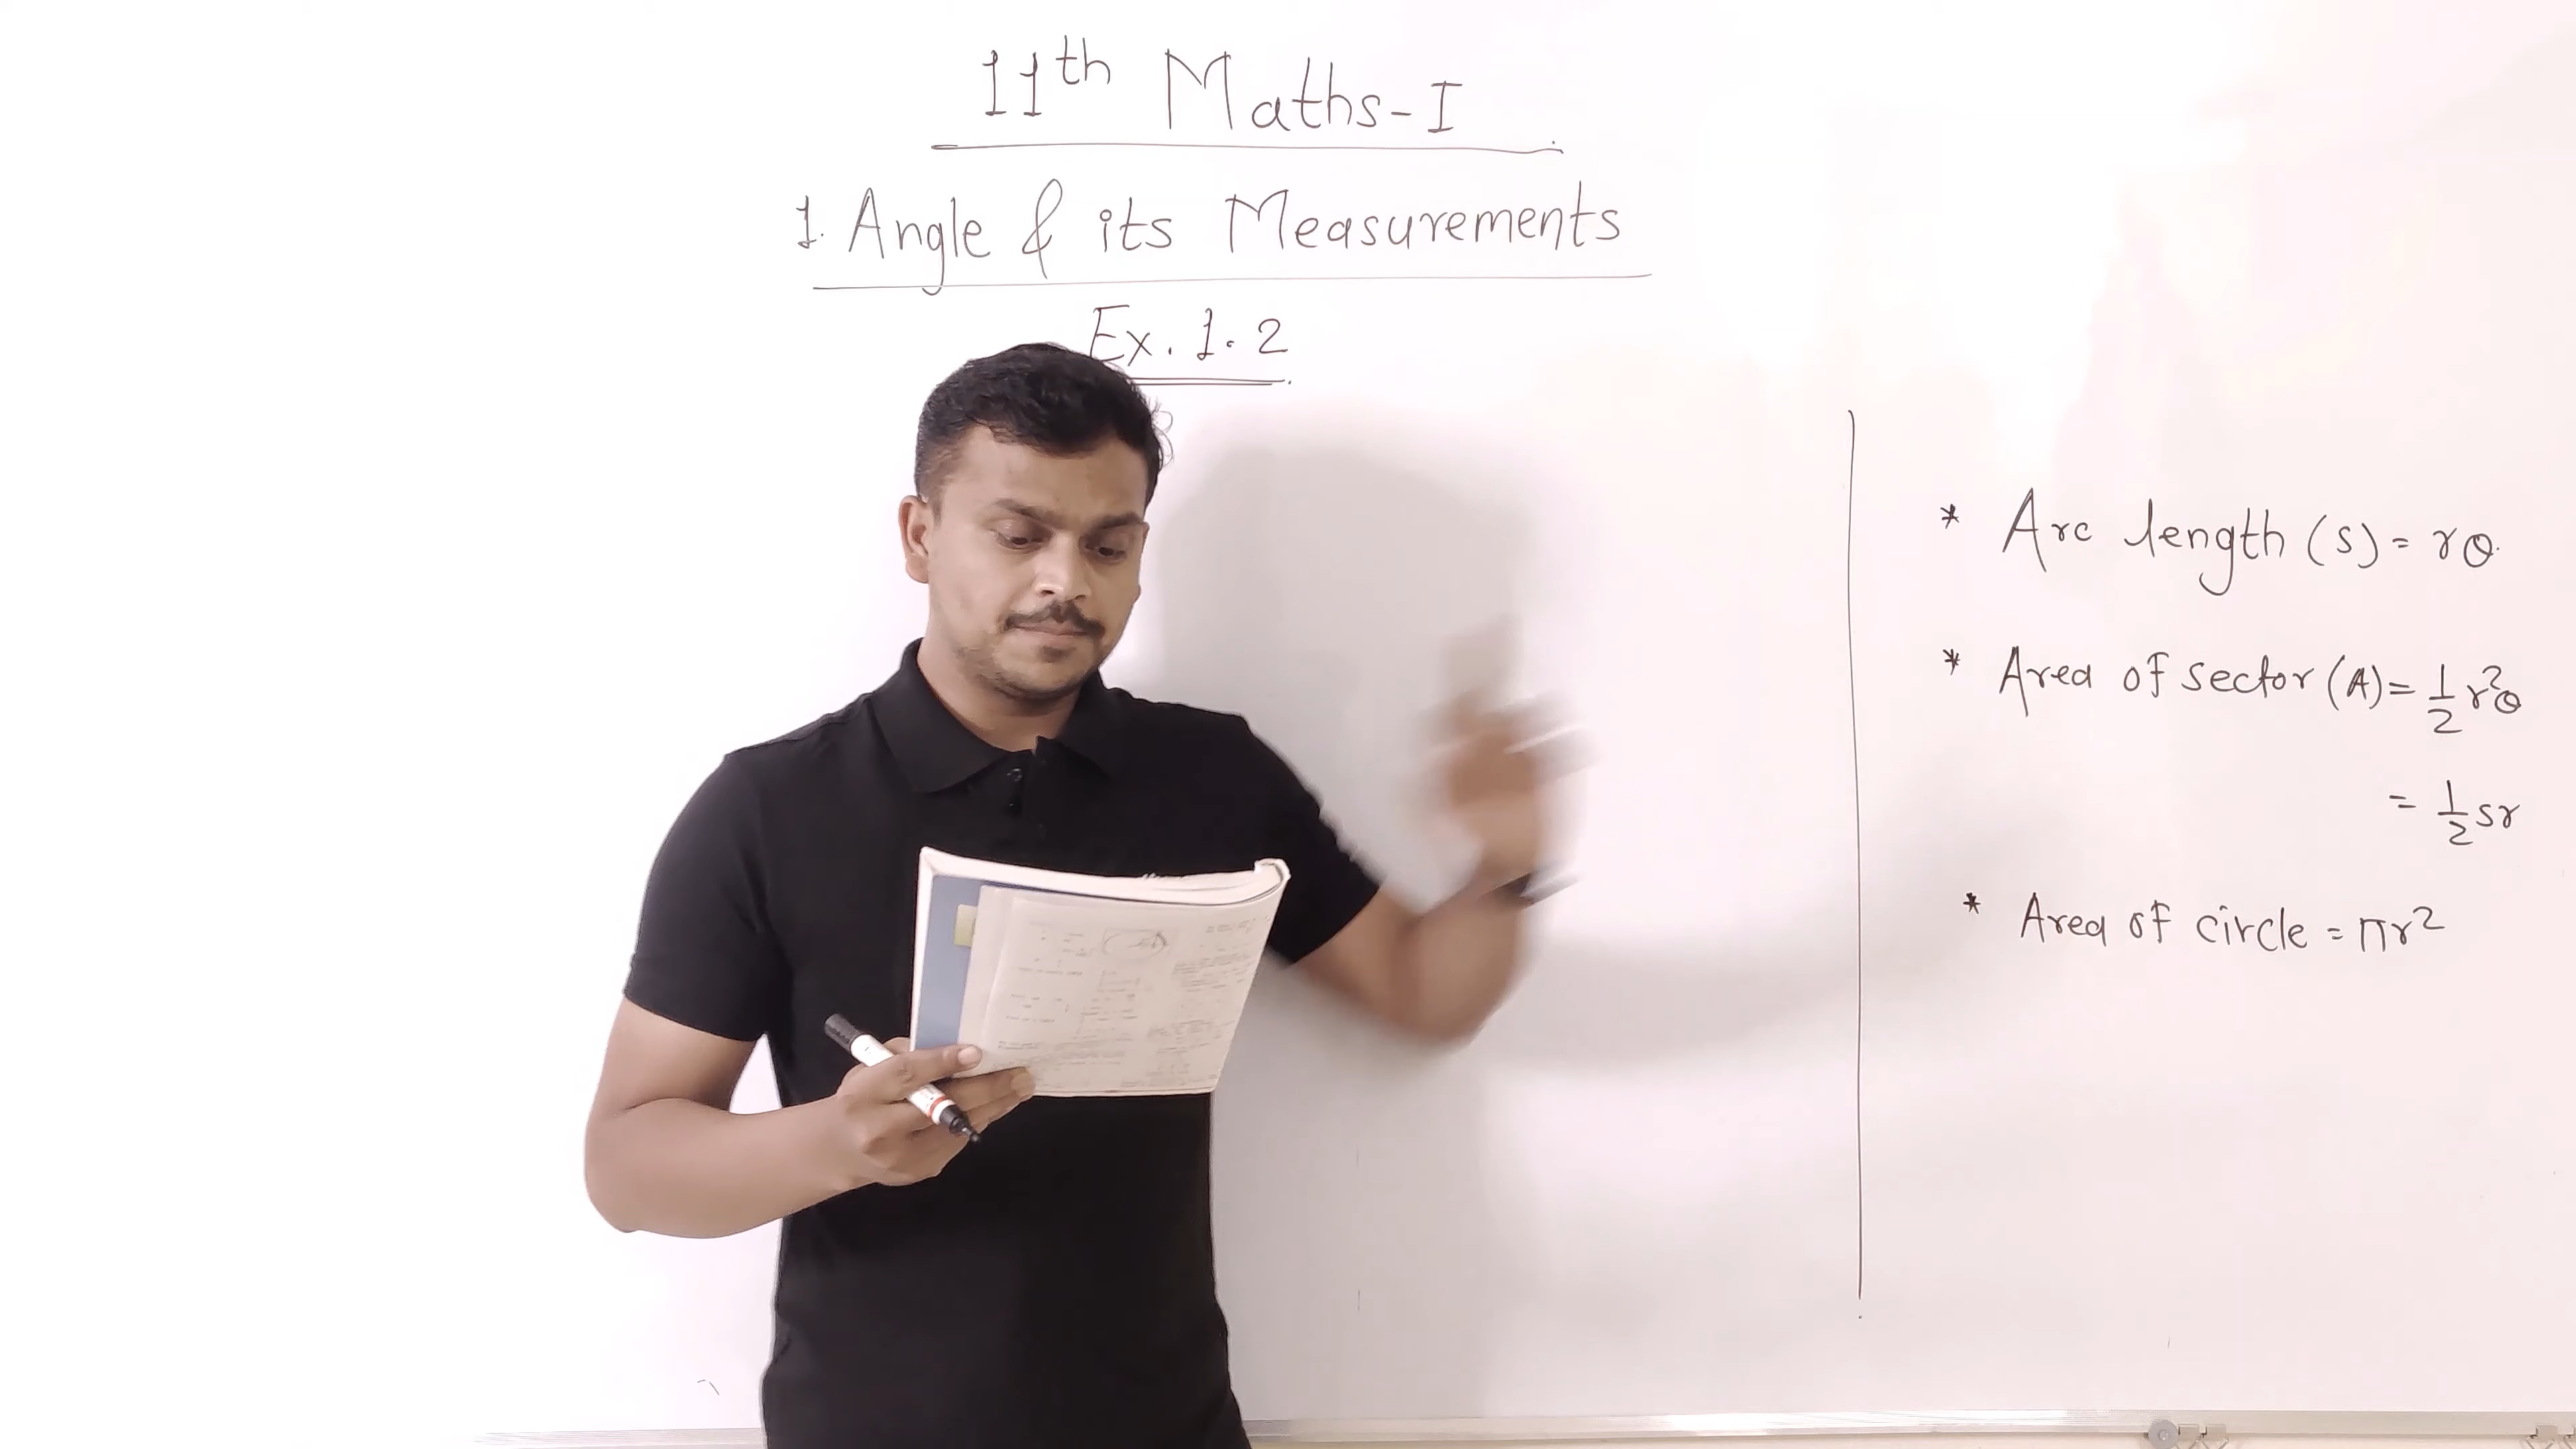 11th Maths-I
1. Angle & its Measurements
Ex. 1.2
* Arc length (s) = rθ
* Area of sector (A) = 1/2 r²θ
= 1/2 sr
* Area of circle = πr²